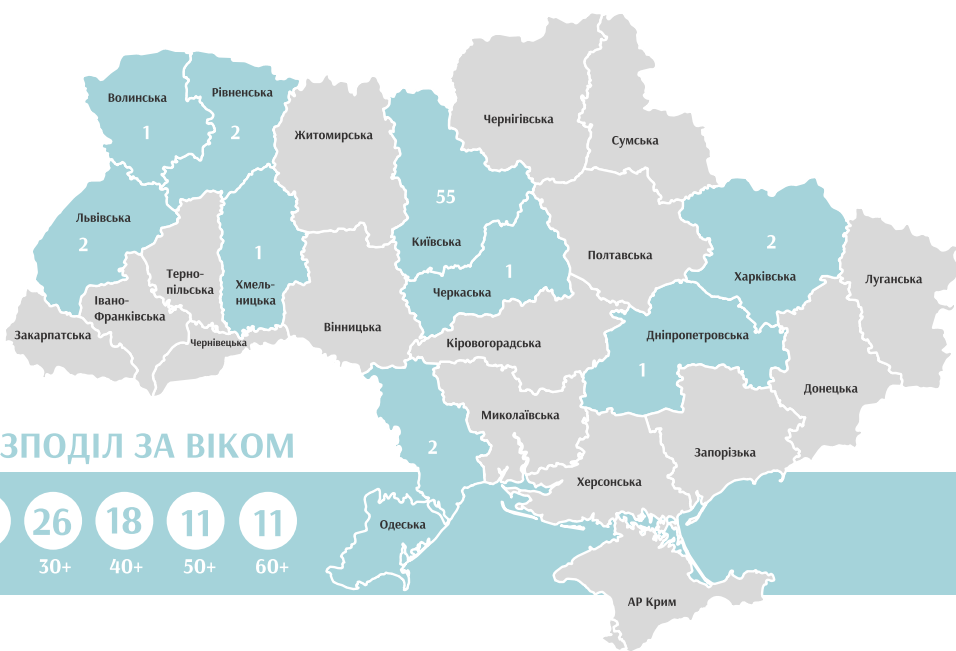 Чернігівська
Сумська
Волинська
1
Рівненська
2
Житомирська
55
Київська
Львівська
2
Терно-
пільська
1
Хмель-
ницька
1
Черкаська
Полтавська
2
Харківська
Луганська
Івано-
Франківська
Закарпатська
Чернівецька
Вінницька
Кіровоградська
Дніпропетровська
1
Донецька
Миколаївська
2
Запорізька
Херсонська
Одеська
АР Крим
ЗПОДІЛ ЗА ВІКОМ
26 18 11 11
30+ 40+ 50+ 60+